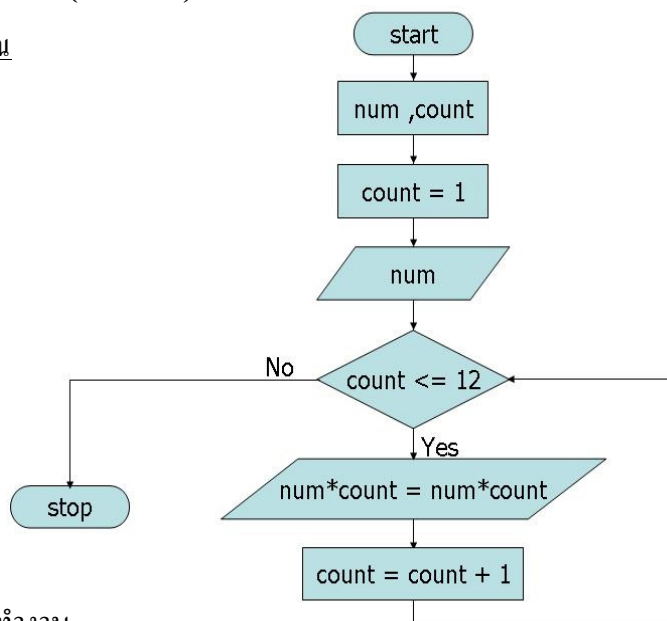 start
num ,count
count = 1
num
No
count <= 12
Yes
num*count = num*count
stop
count = count + 1